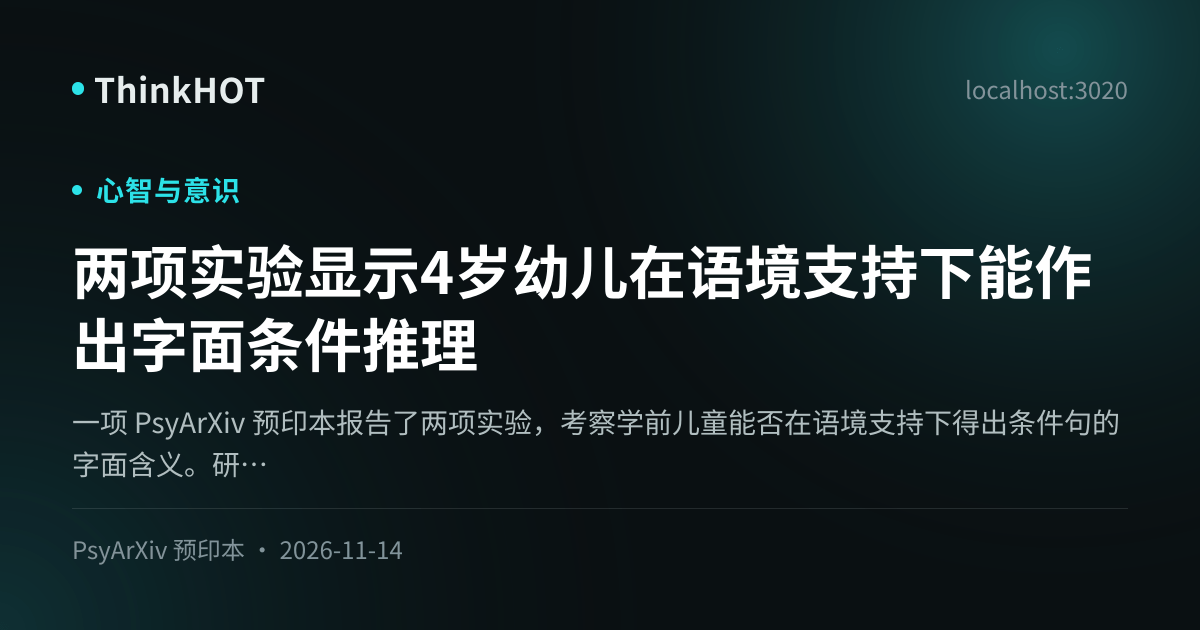 ThinkHOT
localhost:3020
心智与意识
两项实验显示4岁幼儿在语境支持下能作
出字面条件推理
一项 PsyArXiv 预印本报告了两项实验，考察学前儿童能否在语境支持下得出条件句的
字面含义。研…
PsyArXiv 预印本 · 2026-11-14